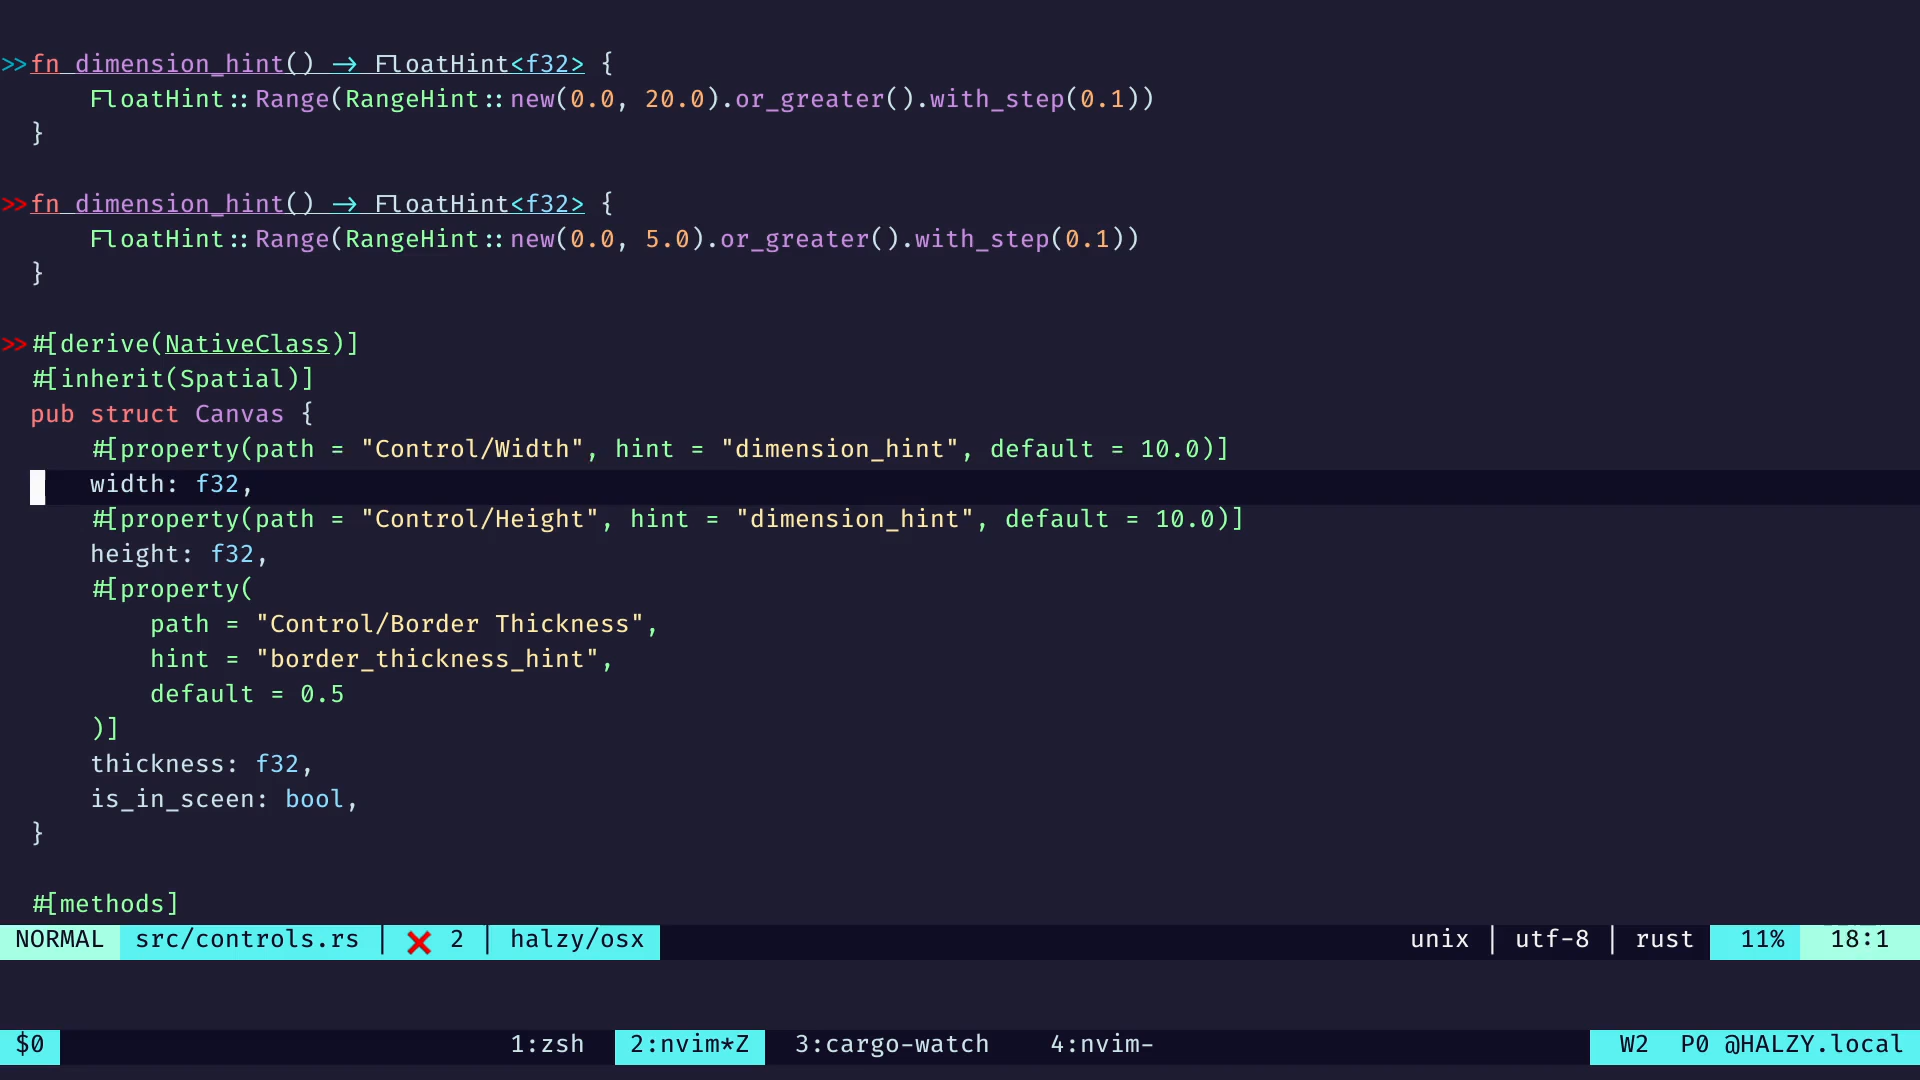 >>fn dimension_hint() -> FloatHint<f32> {
    FloatHint::Range(RangeHint::new(0.0, 20.0).or_greater().with_step(0.1))
}
>>fn dimension_hint() -> FloatHint<f32> {
    FloatHint::Range(RangeHint::new(0.0, 5.0).or_greater().with_step(0.1))
}
>>#[derive(NativeClass)]
#[inherit(Spatial)]
pub struct Canvas {
    #[property(path = "Control/Width", hint = "dimension_hint", default = 10.0)]
    width: f32,
    #[property(path = "Control/Height", hint = "dimension_hint", default = 10.0)]
    height: f32,
    #[property(
        path = "Control/Border Thickness",
        hint = "border_thickness_hint",
        default = 0.5
    )]
    thickness: f32,
    is_in_sceen: bool,
}
#[methods]
NORMAL src/controls.rs | ❌ 2 | halzy/osx unix | utf-8 | rust 11% 18:1
$0 1:zsh 2:nvim*Z 3:cargo-watch 4:nvim- W2 P0 @HALZY.local